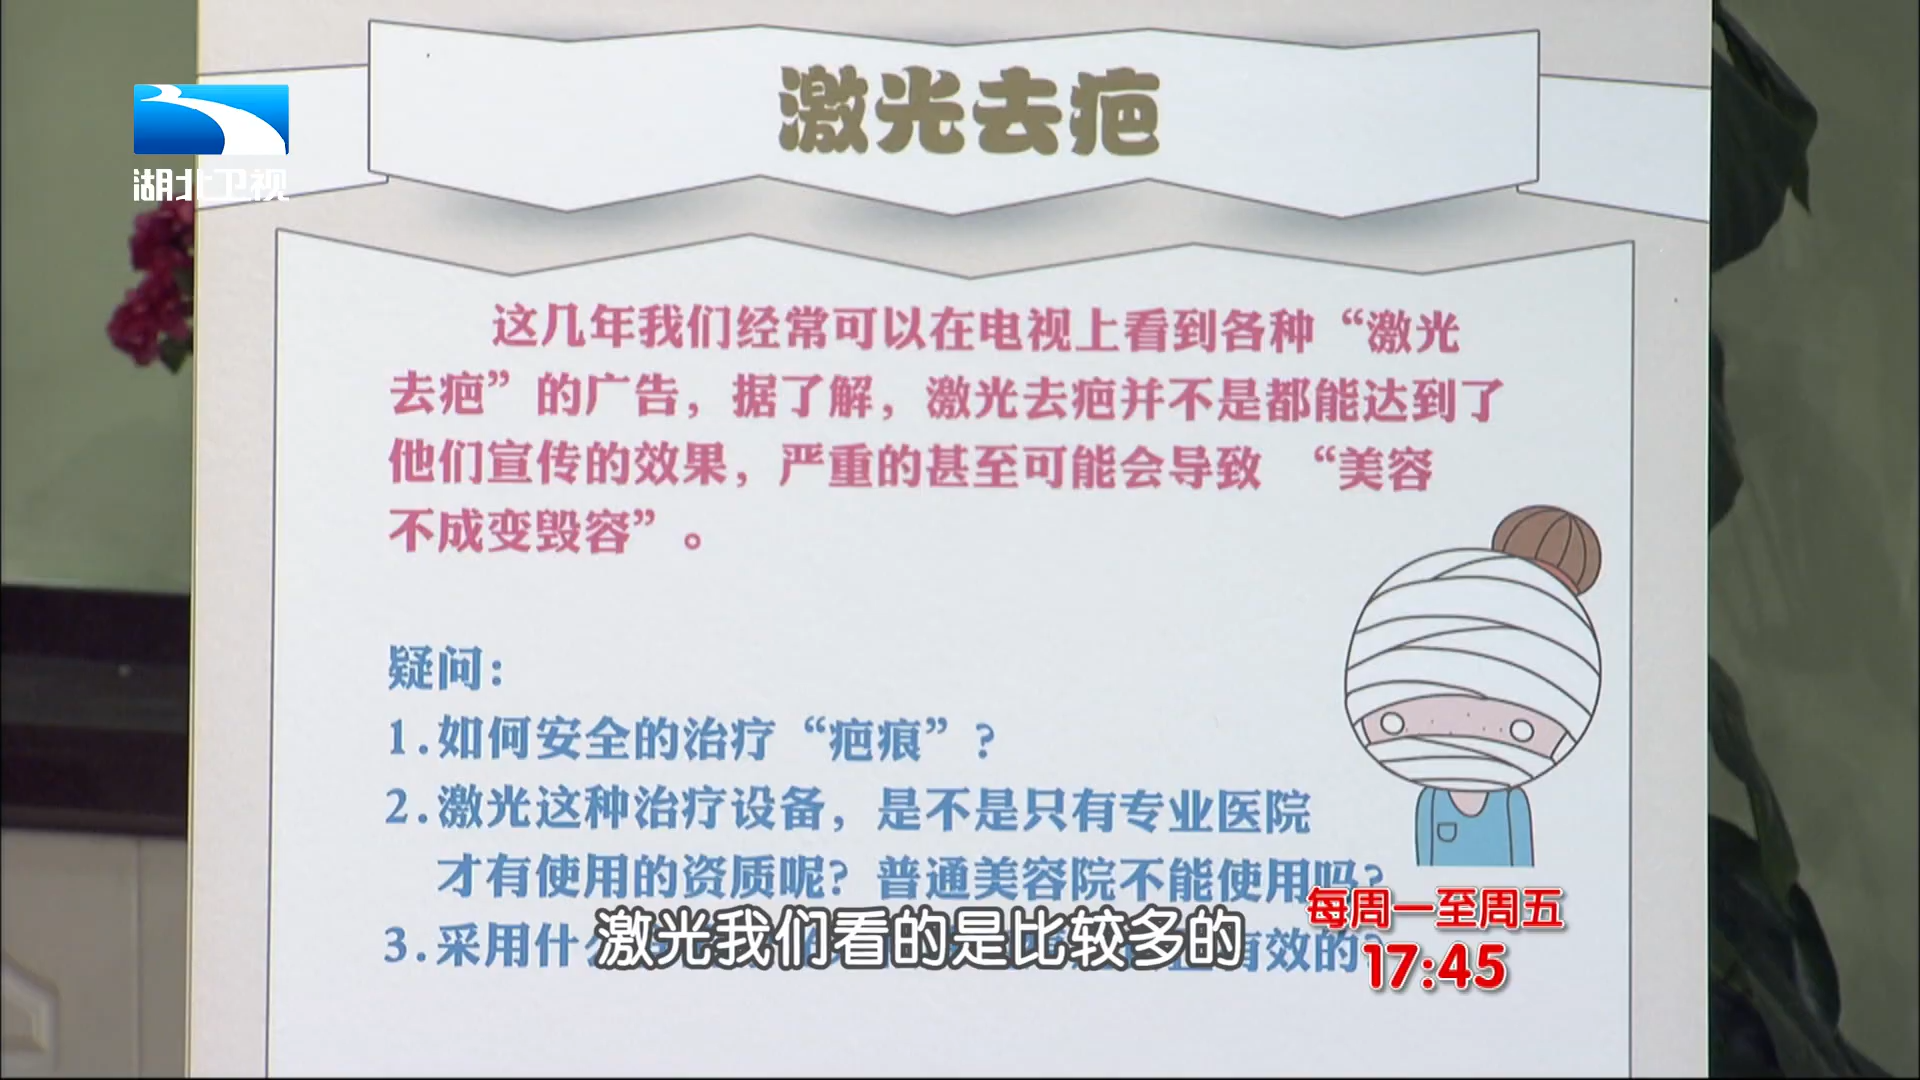 激光去疤
湖北卫视
这几年我们经常可以在电视上看到各种“激光
去疤”的广告，据了解，激光去疤并不是都能达到了
他们宣传的效果，严重的甚至可能会导致 “美容
不成变毁容”。
疑问：
1.如何安全的治疗“疤痕”？
2.激光这种治疗设备，是不是只有专业医院
才有使用的资质呢？普通美容院不能使用吗？
3.采用什 有效的
激光我们看的是比较多的
每周一至周五
17:45